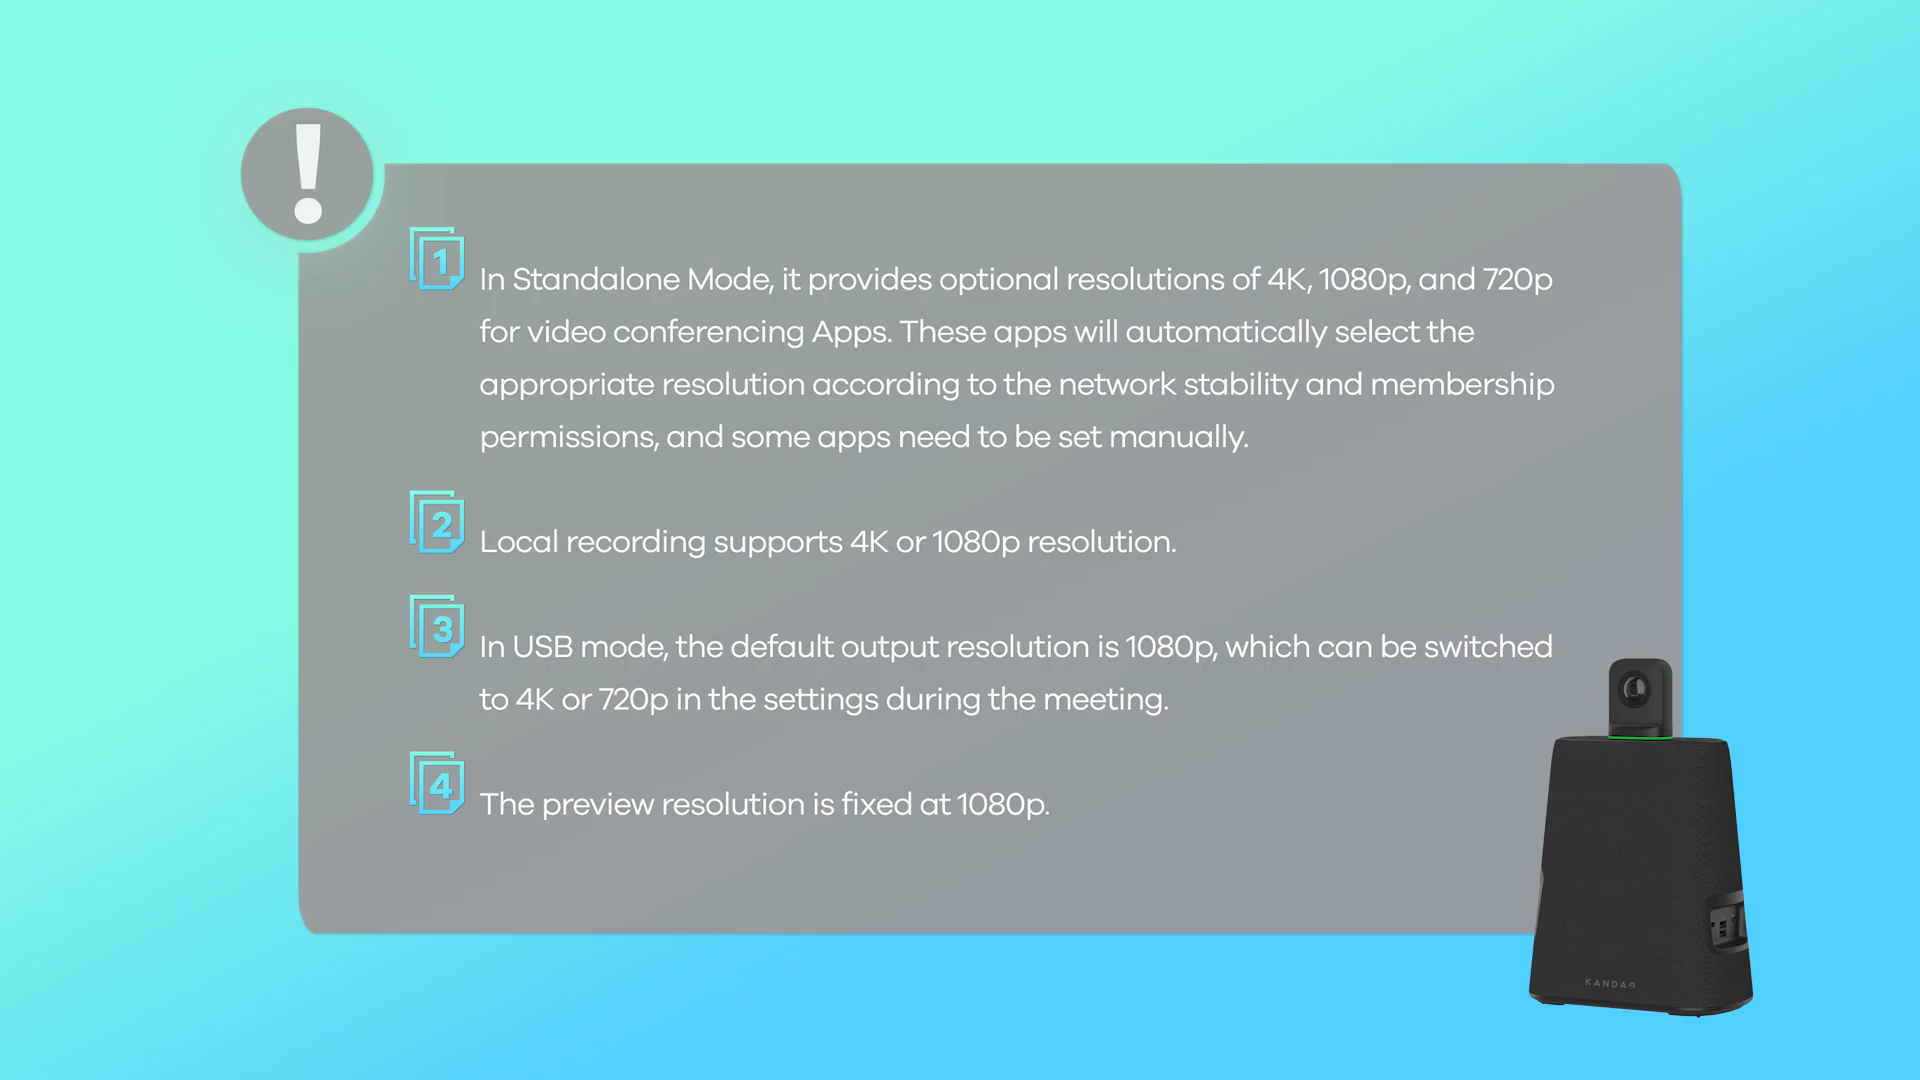 !
1
In Standalone Mode, it provides optional resolutions of 4K, 1080p, and 720p
for video conferencing Apps. These apps will automatically select the
appropriate resolution according to the network stability and membership
permissions, and some apps need to be set manually.
2
Local recording supports 4K or 1080p resolution.
3
In USB mode, the default output resolution is 1080p, which can be switched
to 4K or 720p in the settings during the meeting.
4
The preview resolution is fixed at 1080p.
KANDAO